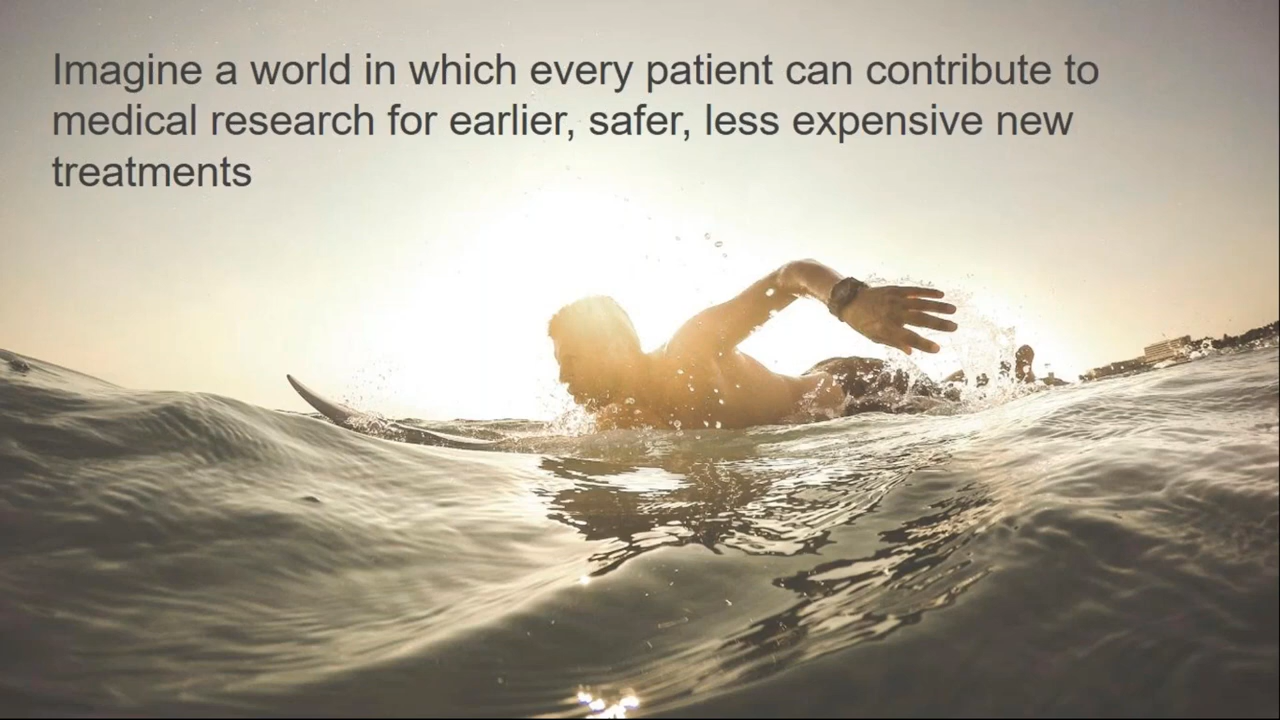 Imagine a world in which every patient can contribute to
medical research for earlier, safer, less expensive new
treatments